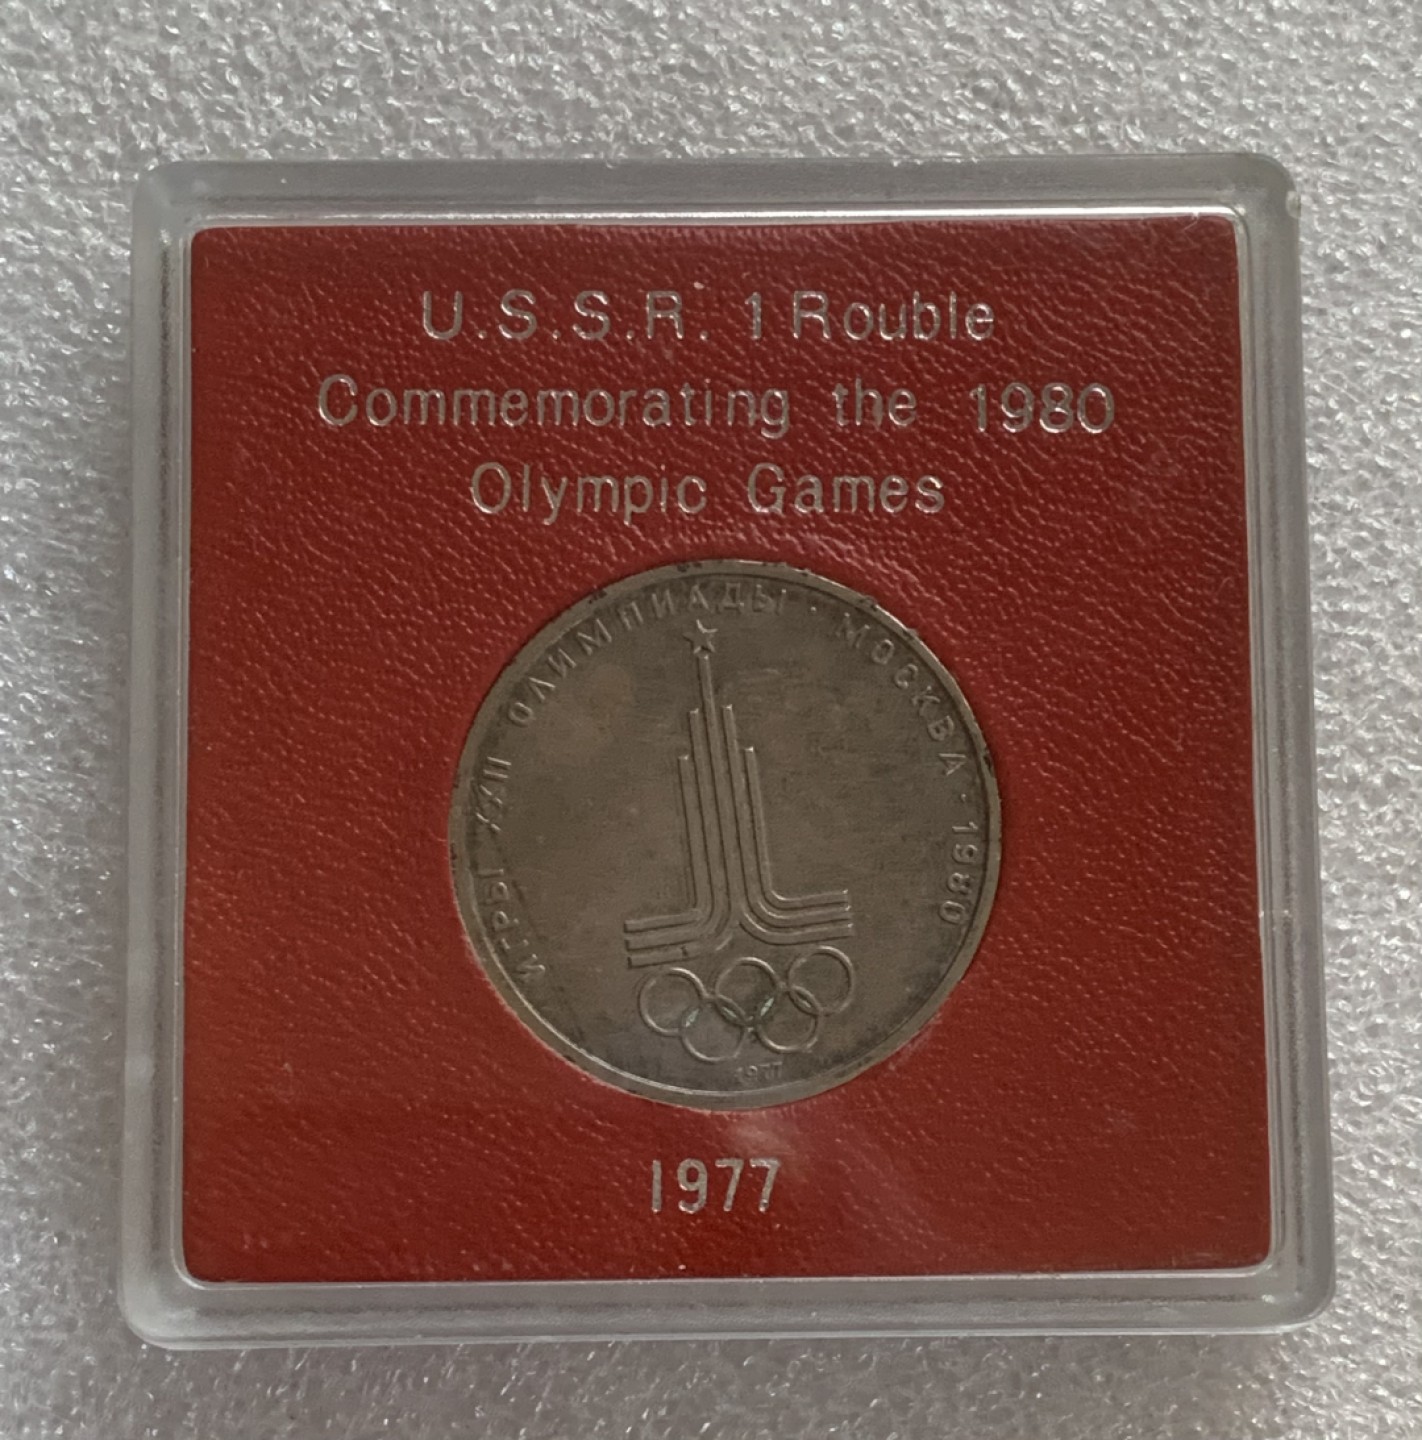 U.S.S.R. 1 Rouble
Commemorating the 1980
Olympic Games
ИГРЫ XXII ОЛИМПИАДЫ · МОСКВА · 1980
1977
1977